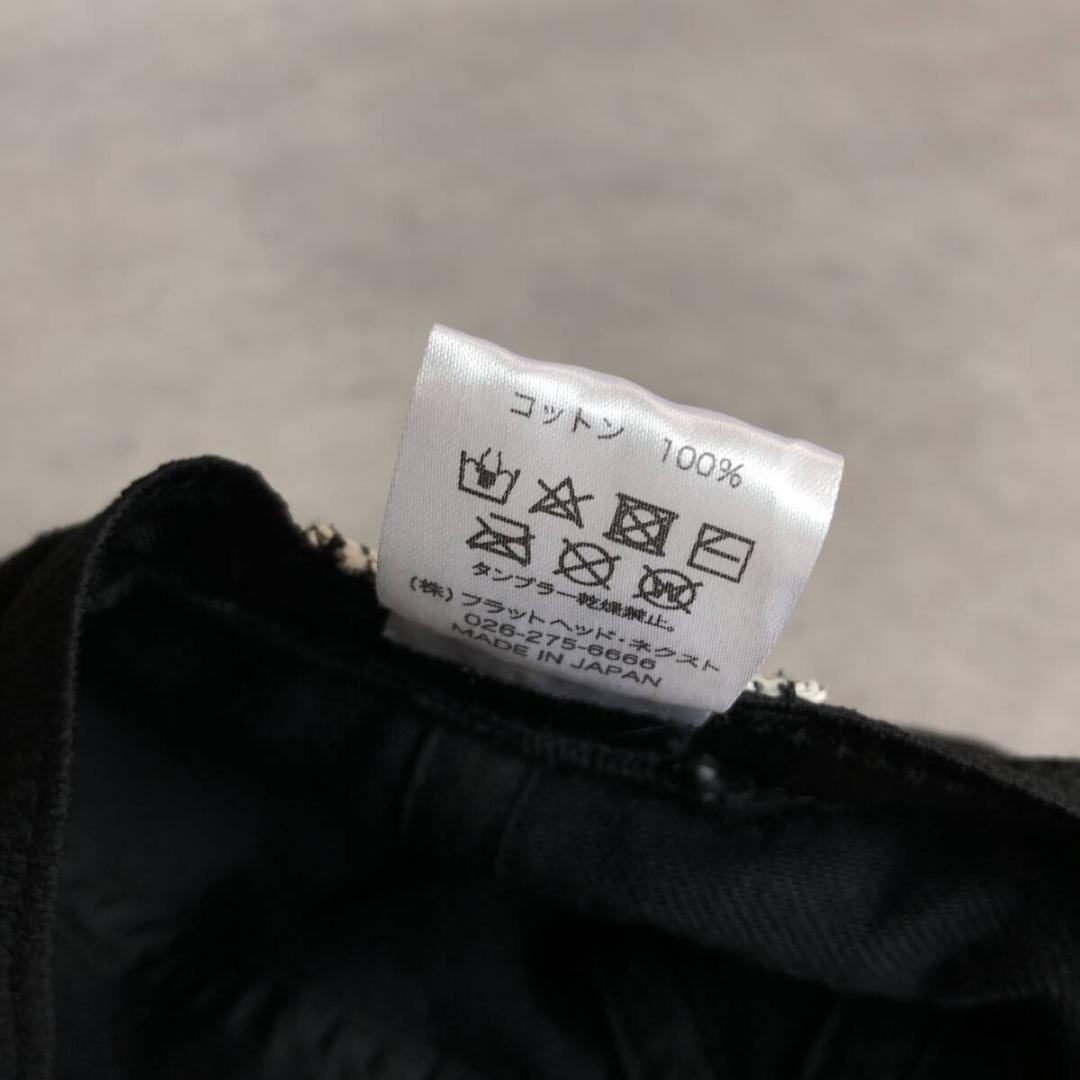 コットン 100%
タンブラー乾燥禁止。
(株)フラットヘッド・ネクスト
026-275-6666
MADE IN JAPAN